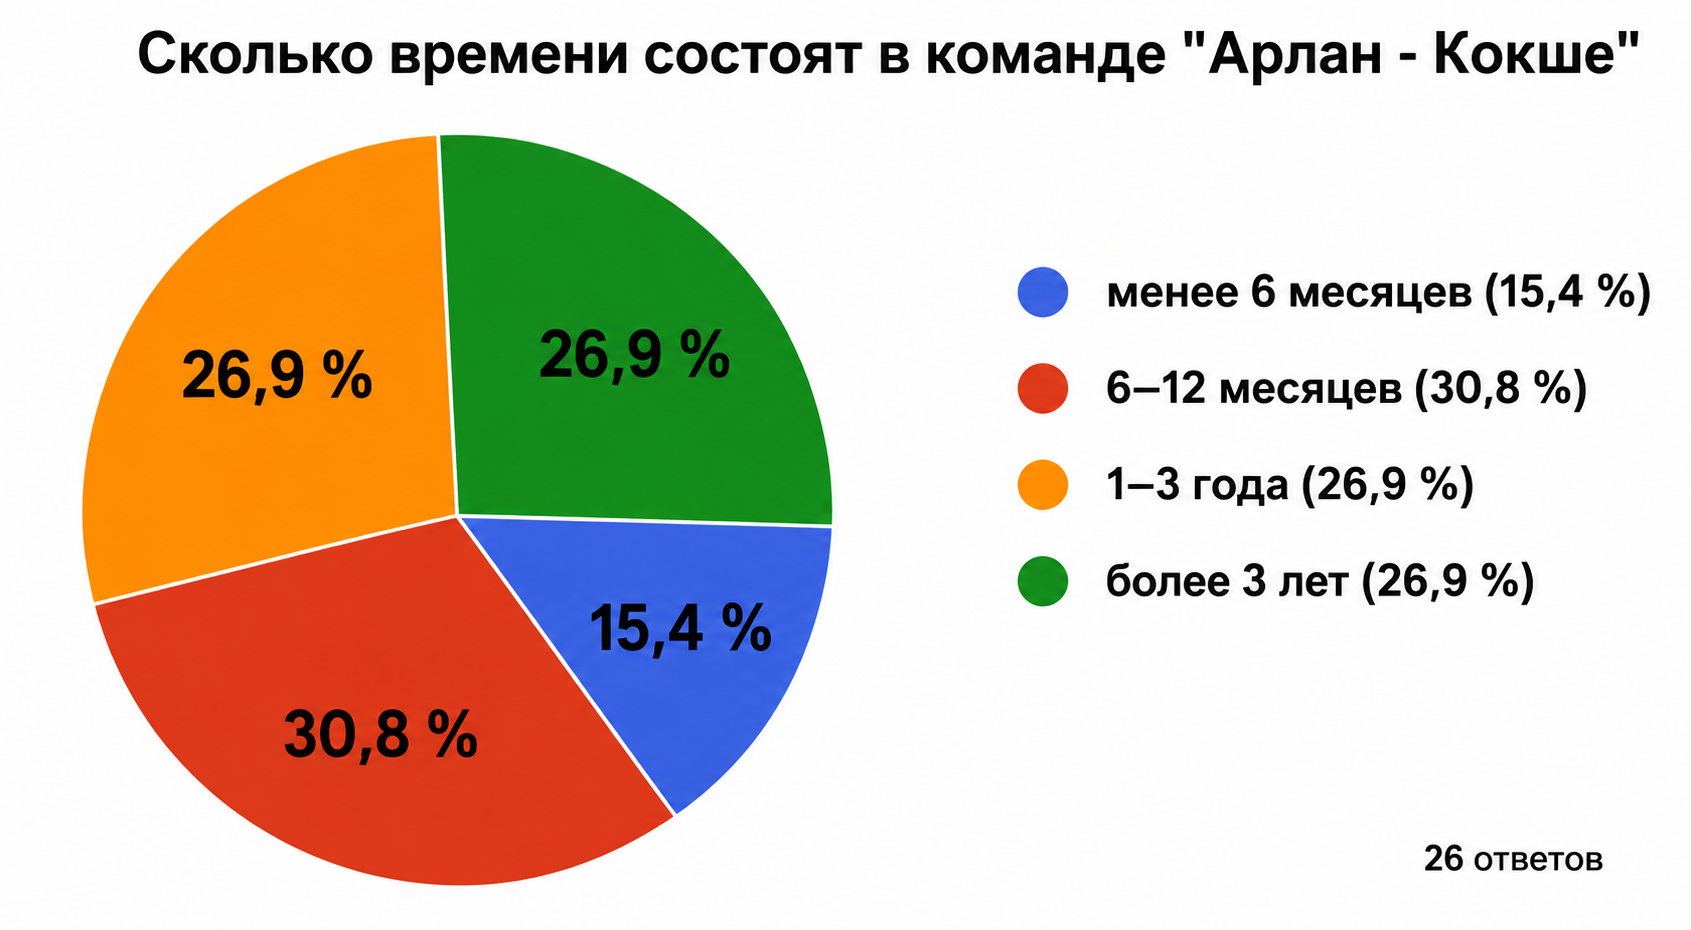 Сколько времени состоят в команде "Арлан - Кокше"
26,9 %
26,9 %
15,4 %
30,8 %
менее 6 месяцев (15,4 %)
6–12 месяцев (30,8 %)
1–3 года (26,9 %)
более 3 лет (26,9 %)
26 ответов